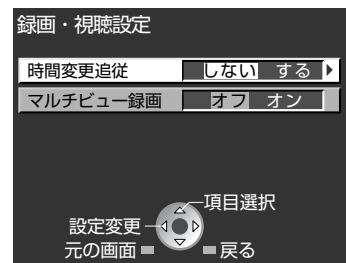 録画・視聴設定
時間変更追従 しない する
マルチビュー録画 オフ オン
項目選択
設定変更
元の画面 戻る